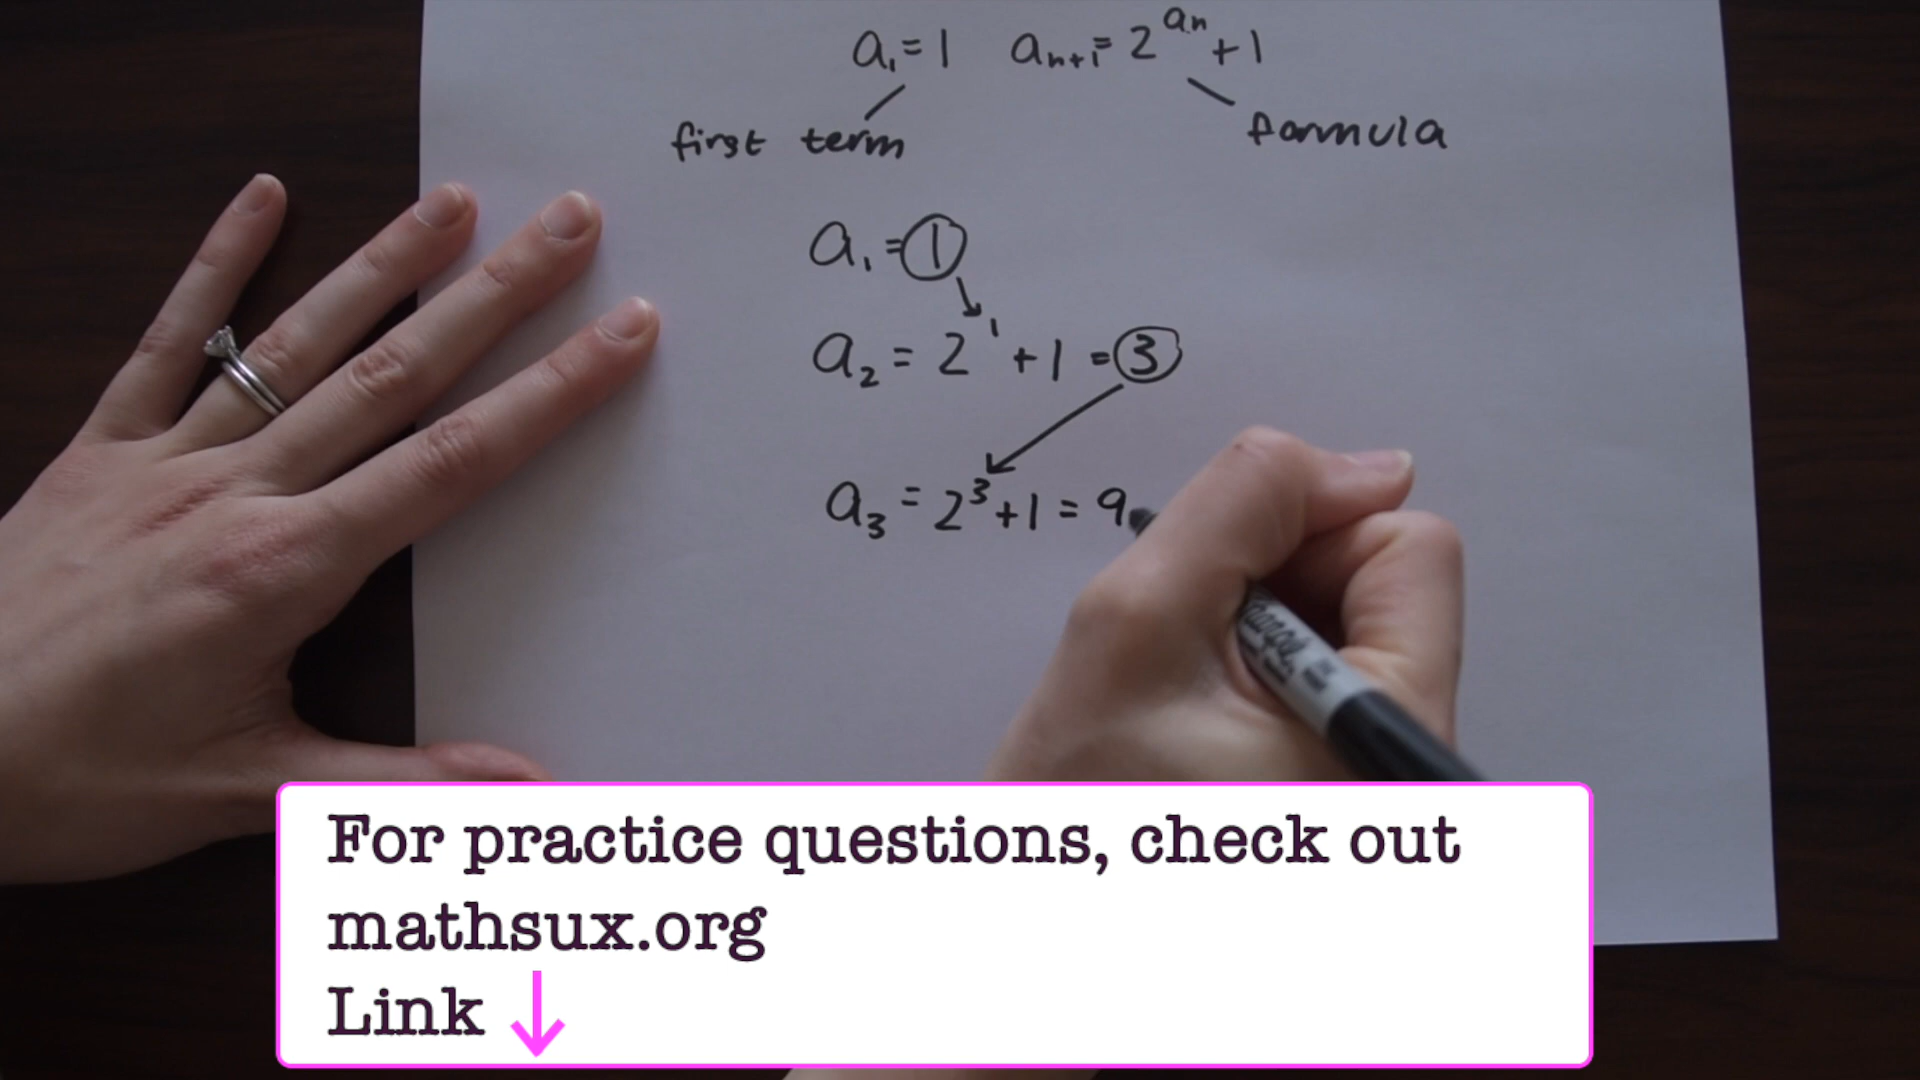 a₁ = 1 aₙ₊₁ = 2^aₙ + 1
first term formula
a₁ = 1
a₂ = 2¹ + 1 = 3
a₃ = 2³ + 1 = 9
For practice questions, check out
mathsux.org
Link ↓